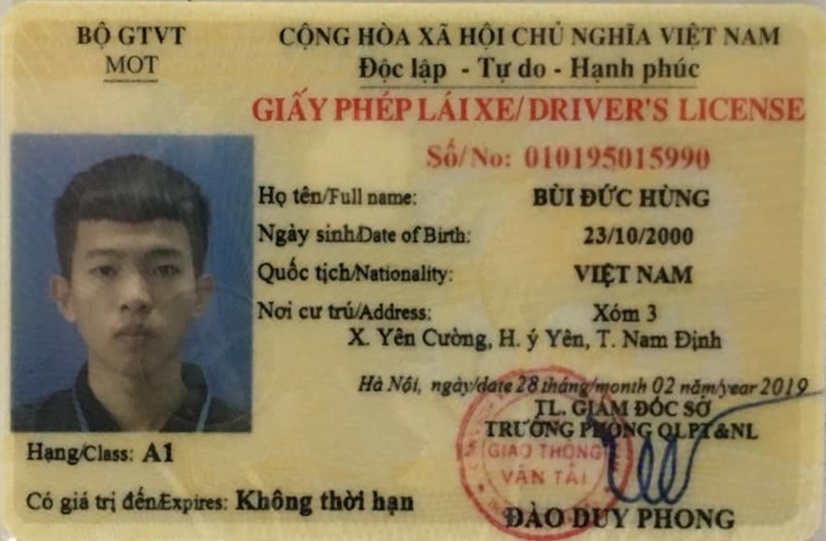 BỘ GTVT
MOT
CỘNG HÒA XÃ HỘI CHỦ NGHĨA VIỆT NAM
Độc lập - Tự do - Hạnh phúc
GIẤY PHÉP LÁI XE/ DRIVER'S LICENSE
Số/No: 010195015990
Họ tên/Full name: BÙI ĐỨC HÙNG
Ngày sinh/Date of Birth: 23/10/2000
Quốc tịch/Nationality: VIỆT NAM
Nơi cư trú/Address: Xóm 3
X. Yên Cường, H. ý Yên, T. Nam Định
Hà Nội, ngày/date 28 tháng/month 02 năm/year 2019
TL. GIÁM ĐỐC SỞ
TRƯỞNG PHÒNG QLPT&NL
GIAO THÔNG
VẬN TẢI
ĐÀO DUY PHONG
Hạng/Class: A1
Có giá trị đến/Expires: Không thời hạn